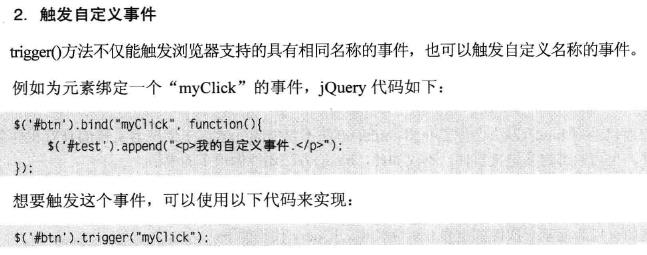 2. 触发自定义事件
trigger()方法不仅能触发浏览器支持的具有相同名称的事件，也可以触发自定义名称的事件。
例如为元素绑定一个“myClick”的事件，jQuery 代码如下：
$('#btn').bind("myClick", function(){
$('#test').append("<p>我的自定义事件.</p>");
});
想要触发这个事件，可以使用以下代码来实现：
$('#btn').trigger("myClick");